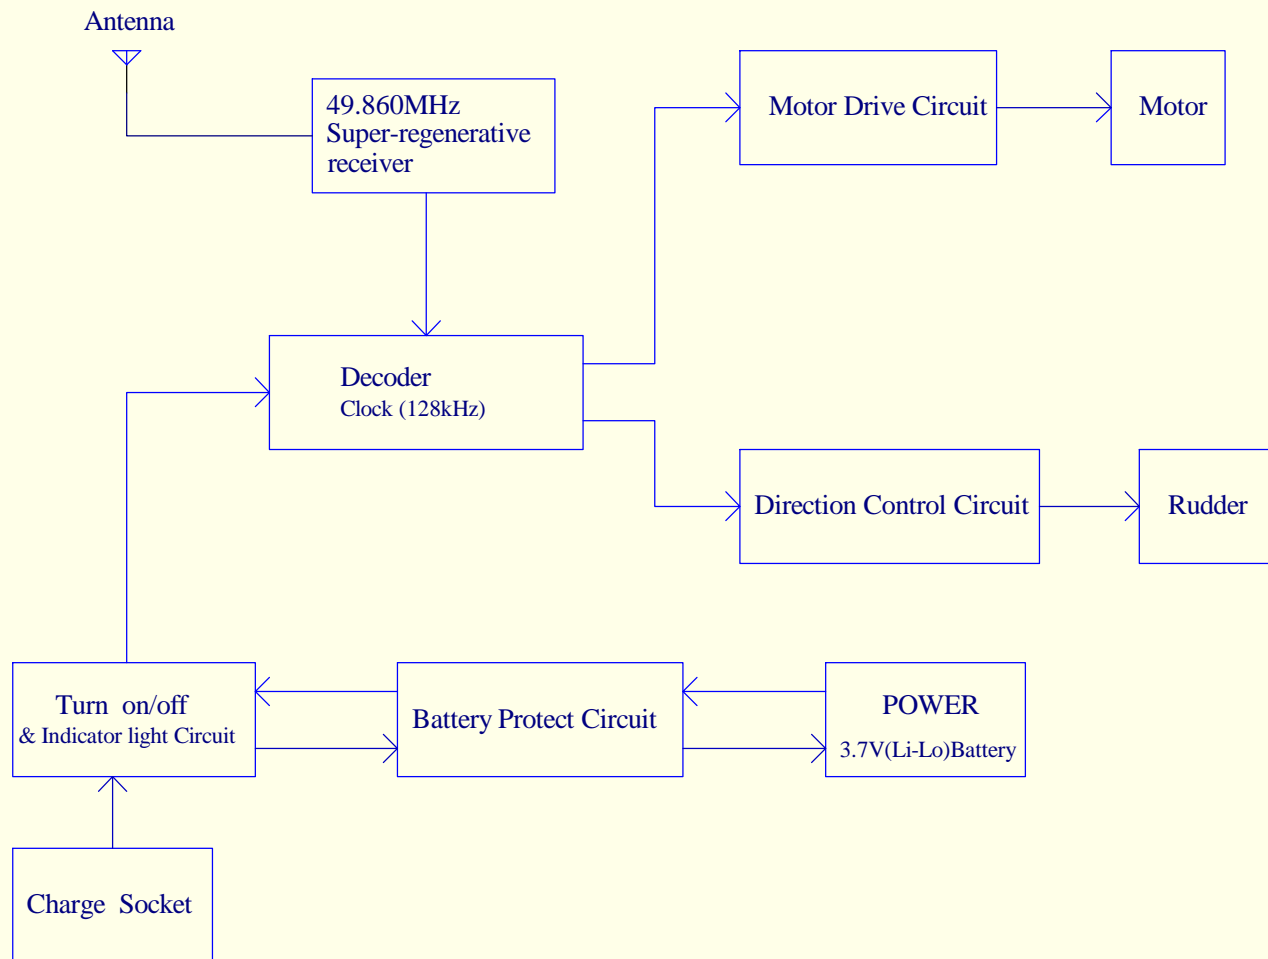 Antenna
49.860MHz
Super-regenerative
receiver
Motor Drive Circuit
Motor
Decoder
Clock (128kHz)
Direction Control Circuit
Rudder
Turn on/off
& Indicator light Circuit
Battery Protect Circuit
POWER
3.7V(Li-Lo)Battery
Charge Socket